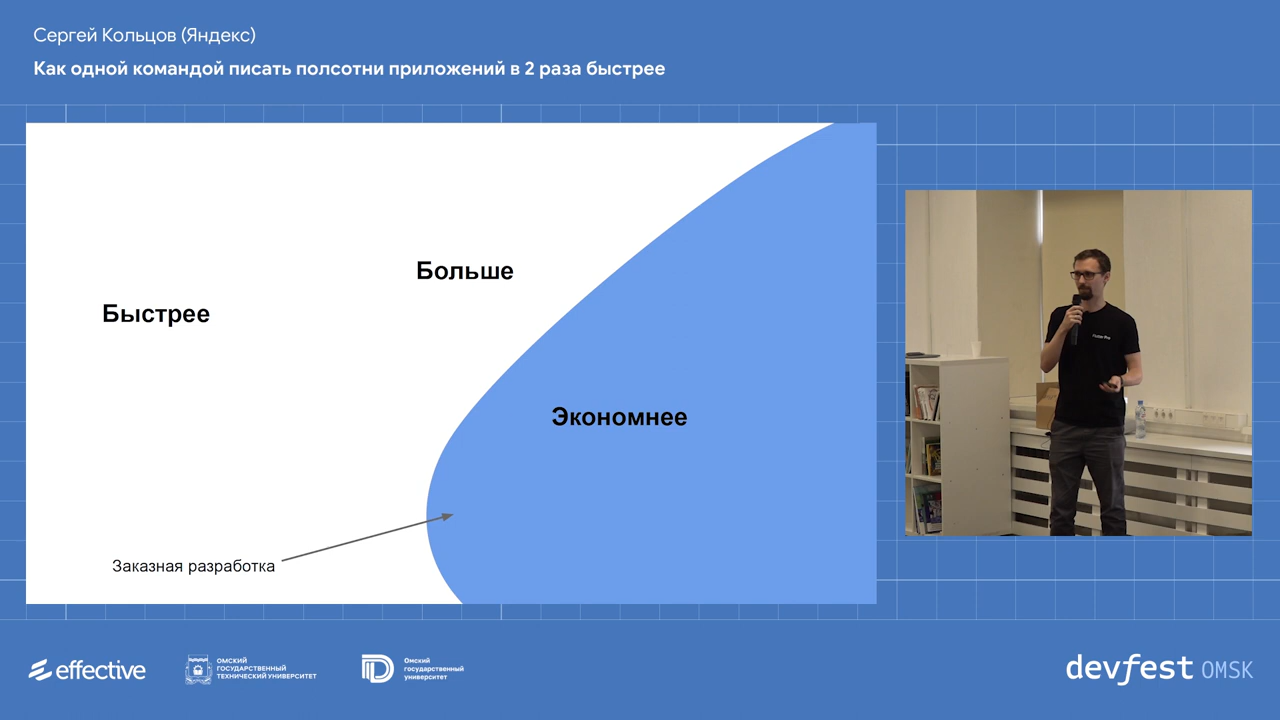 Сергей Кольцов (Яндекс)
Как одной командой писать полсотни приложений в 2 раза быстрее
Больше
Быстрее
Экономнее
Заказная разработка
effective
ОМСКИЙ
ГОСУДАРСТВЕННЫЙ
ТЕХНИЧЕСКИЙ УНИВЕРСИТЕТ
Омский
государственный
университет
devfest OMSK